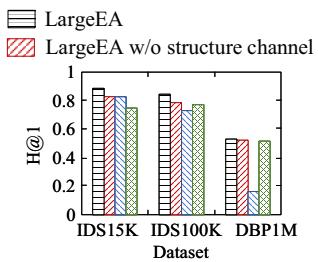 LargeEA
LargeEA w/o structure channel
1
0.8
0.6
0.4
0.2
0
H@1
IDS15K IDS100K DBP1M
Dataset